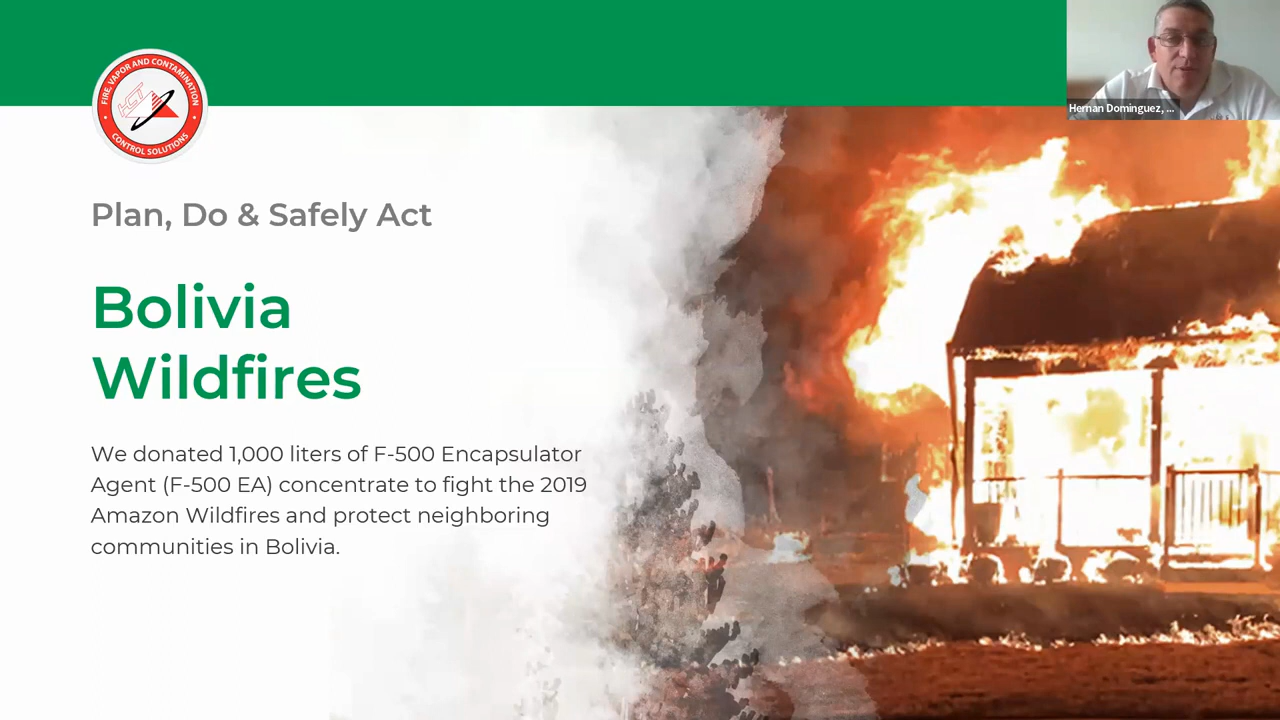 FIRE, VAPOR AND CONTAMINATION
HCT
CONTROL SOLUTIONS
Hernan Dominguez, ...
Plan, Do & Safely Act
Bolivia
Wildfires
We donated 1,000 liters of F-500 Encapsulator
Agent (F-500 EA) concentrate to fight the 2019
Amazon Wildfires and protect neighboring
communities in Bolivia.